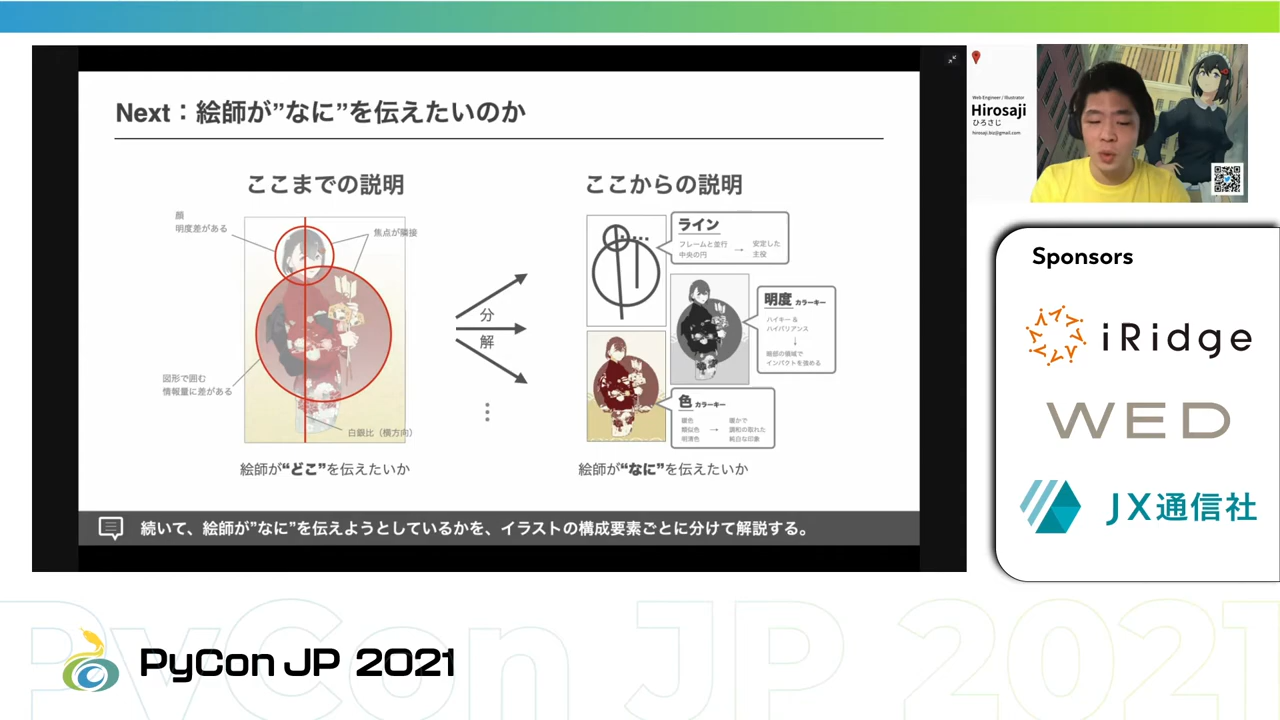 Next：絵師が”なに”を伝えたいのか
ここまでの説明
顔
明度差がある
焦点が隣接
図形で囲む
情報量に差がある
白銀比（横方向）
絵師が“どこ”を伝えたいか
分
解
ここからの説明
ライン
フレームと並行
中央の円
→
安定した
主役
明度 カラーキー
ハイキー ＆
ハイバリアンス
↓
細部の領域で
インパクトを強める
色 カラーキー
暖色
類似色
明清色
→
暖かで
調和の取れた
純白な印象
絵師が“なに”を伝えたいか
続いて、絵師が”なに”を伝えようとしているかを、イラストの構成要素ごとに分けて解説する。
Web Engineer / Illustrator
Hirosaji
ひろさじ
hirosaji.biz@gmail.com
Sponsors
iRidge
WED
JX通信社
PyCon JP 2021
PyCon JP 2021